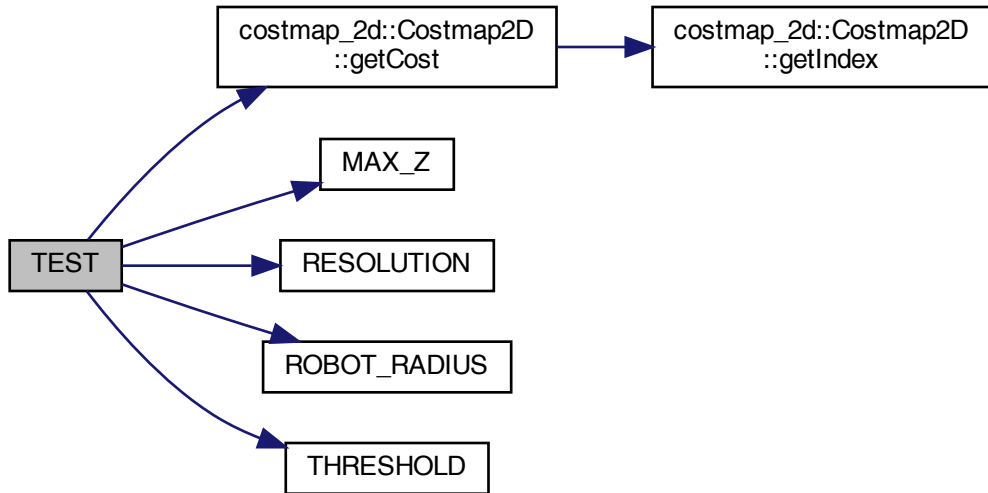 costmap_2d::Costmap2D
::getCost
costmap_2d::Costmap2D
::getIndex
MAX_Z
TEST
RESOLUTION
ROBOT_RADIUS
THRESHOLD